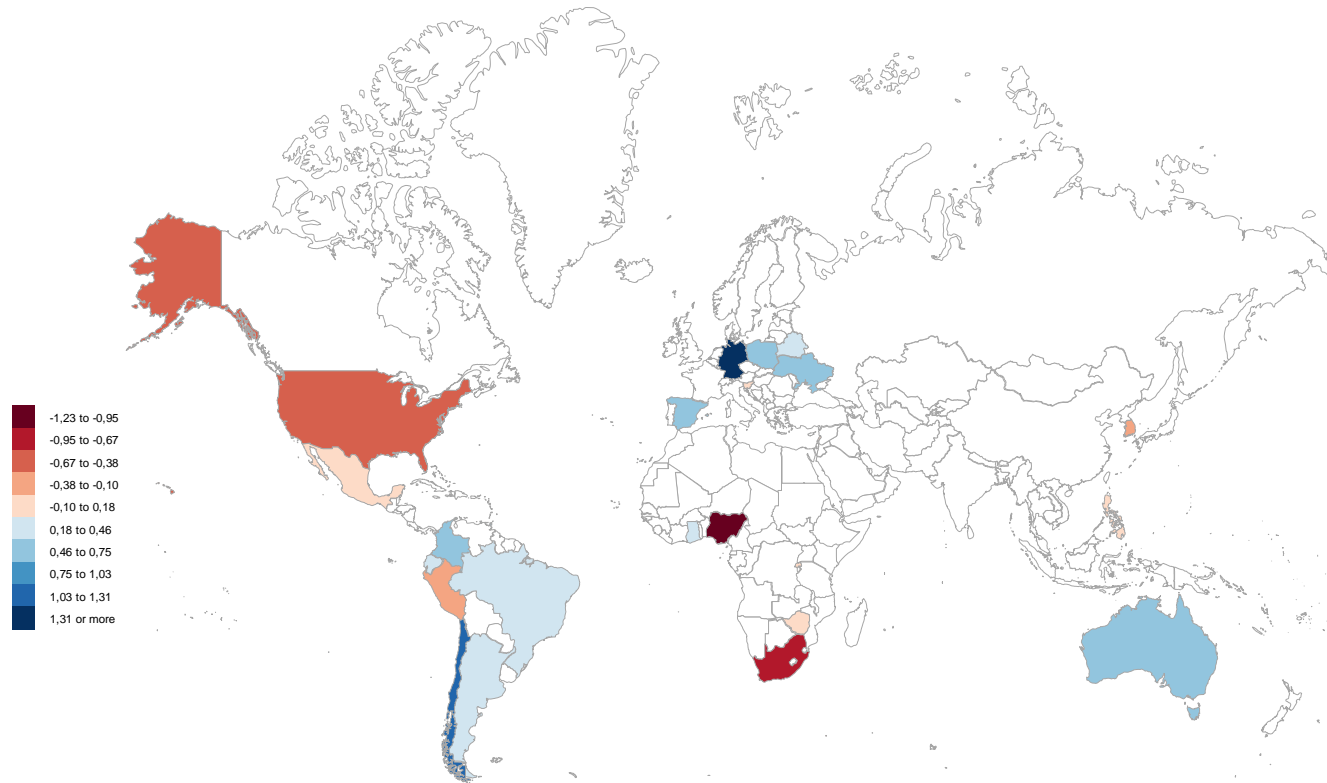 -1,23 to -0,95
-0,95 to -0,67
-0,67 to -0,38
-0,38 to -0,10
-0,10 to 0,18
0,18 to 0,46
0,46 to 0,75
0,75 to 1,03
1,03 to 1,31
1,31 or more